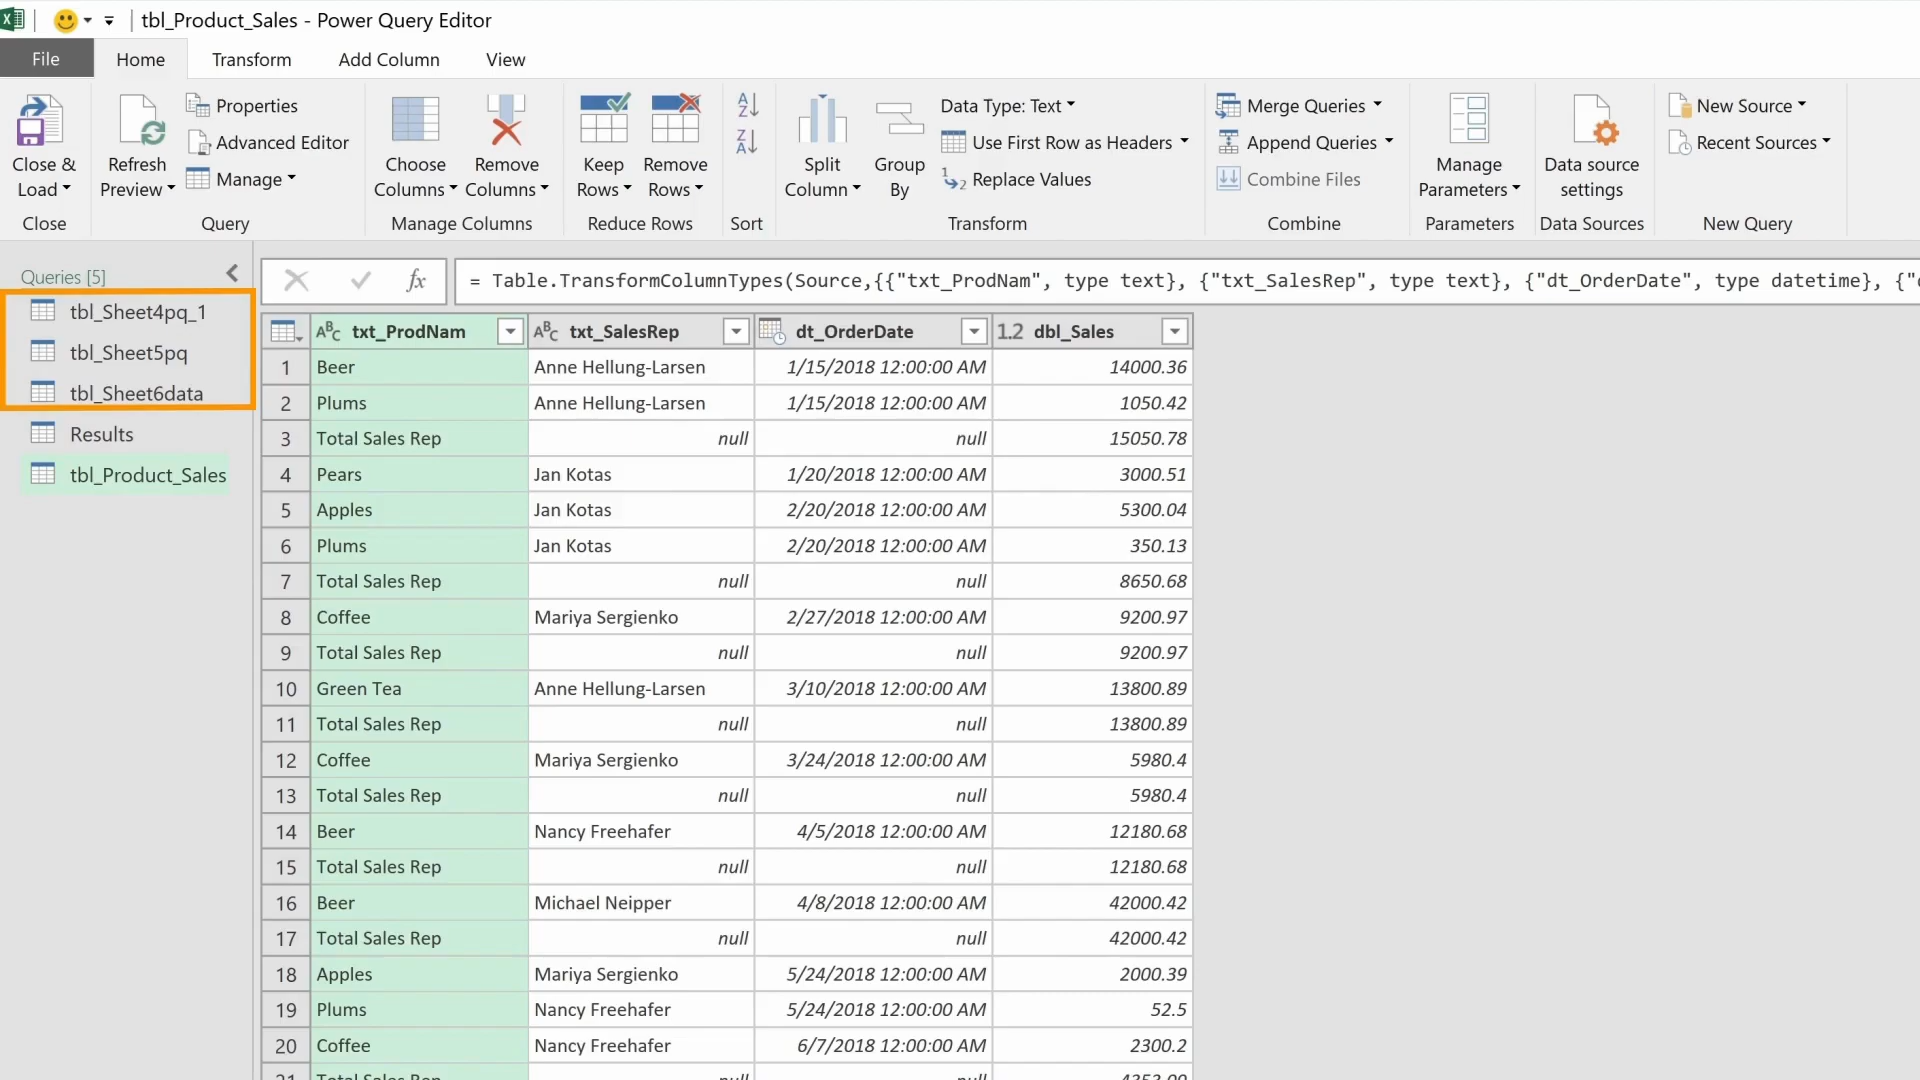 tbl_Product_Sales - Power Query Editor
File Home Transform Add Column View
Close & Load
Refresh Preview
Properties
Advanced Editor
Manage
Choose Columns
Remove Columns
Keep Rows
Remove Rows
Split Column
Group By
Data Type: Text
Use First Row as Headers
Replace Values
Merge Queries
Append Queries
Combine Files
Manage Parameters
Data source settings
New Source
Recent Sources
Close Query Manage Columns Reduce Rows Sort Transform Combine Parameters Data Sources New Query
Queries [5]
tbl_Sheet4pq_1
tbl_Sheet5pq
tbl_Sheet6data
Results
tbl_Product_Sales
fx = Table.TransformColumnTypes(Source,{{"txt_ProdNam", type text}, {"txt_SalesRep", type text}, {"dt_OrderDate", type datetime}, {"
txt_ProdNam txt_SalesRep dt_OrderDate 1.2 dbl_Sales
1 Beer Anne Hellung-Larsen 1/15/2018 12:00:00 AM 14000.36
2 Plums Anne Hellung-Larsen 1/15/2018 12:00:00 AM 1050.42
3 Total Sales Rep null null 15050.78
4 Pears Jan Kotas 1/20/2018 12:00:00 AM 3000.51
5 Apples Jan Kotas 2/20/2018 12:00:00 AM 5300.04
6 Plums Jan Kotas 2/20/2018 12:00:00 AM 350.13
7 Total Sales Rep null null 8650.68
8 Coffee Mariya Sergienko 2/27/2018 12:00:00 AM 9200.97
9 Total Sales Rep null null 9200.97
10 Green Tea Anne Hellung-Larsen 3/10/2018 12:00:00 AM 13800.89
11 Total Sales Rep null null 13800.89
12 Coffee Mariya Sergienko 3/24/2018 12:00:00 AM 5980.4
13 Total Sales Rep null null 5980.4
14 Beer Nancy Freehafer 4/5/2018 12:00:00 AM 12180.68
15 Total Sales Rep null null 12180.68
16 Beer Michael Neipper 4/8/2018 12:00:00 AM 42000.42
17 Total Sales Rep null null 42000.42
18 Apples Mariya Sergienko 5/24/2018 12:00:00 AM 2000.39
19 Plums Nancy Freehafer 5/24/2018 12:00:00 AM 52.5
20 Coffee Nancy Freehafer 6/7/2018 12:00:00 AM 2300.2